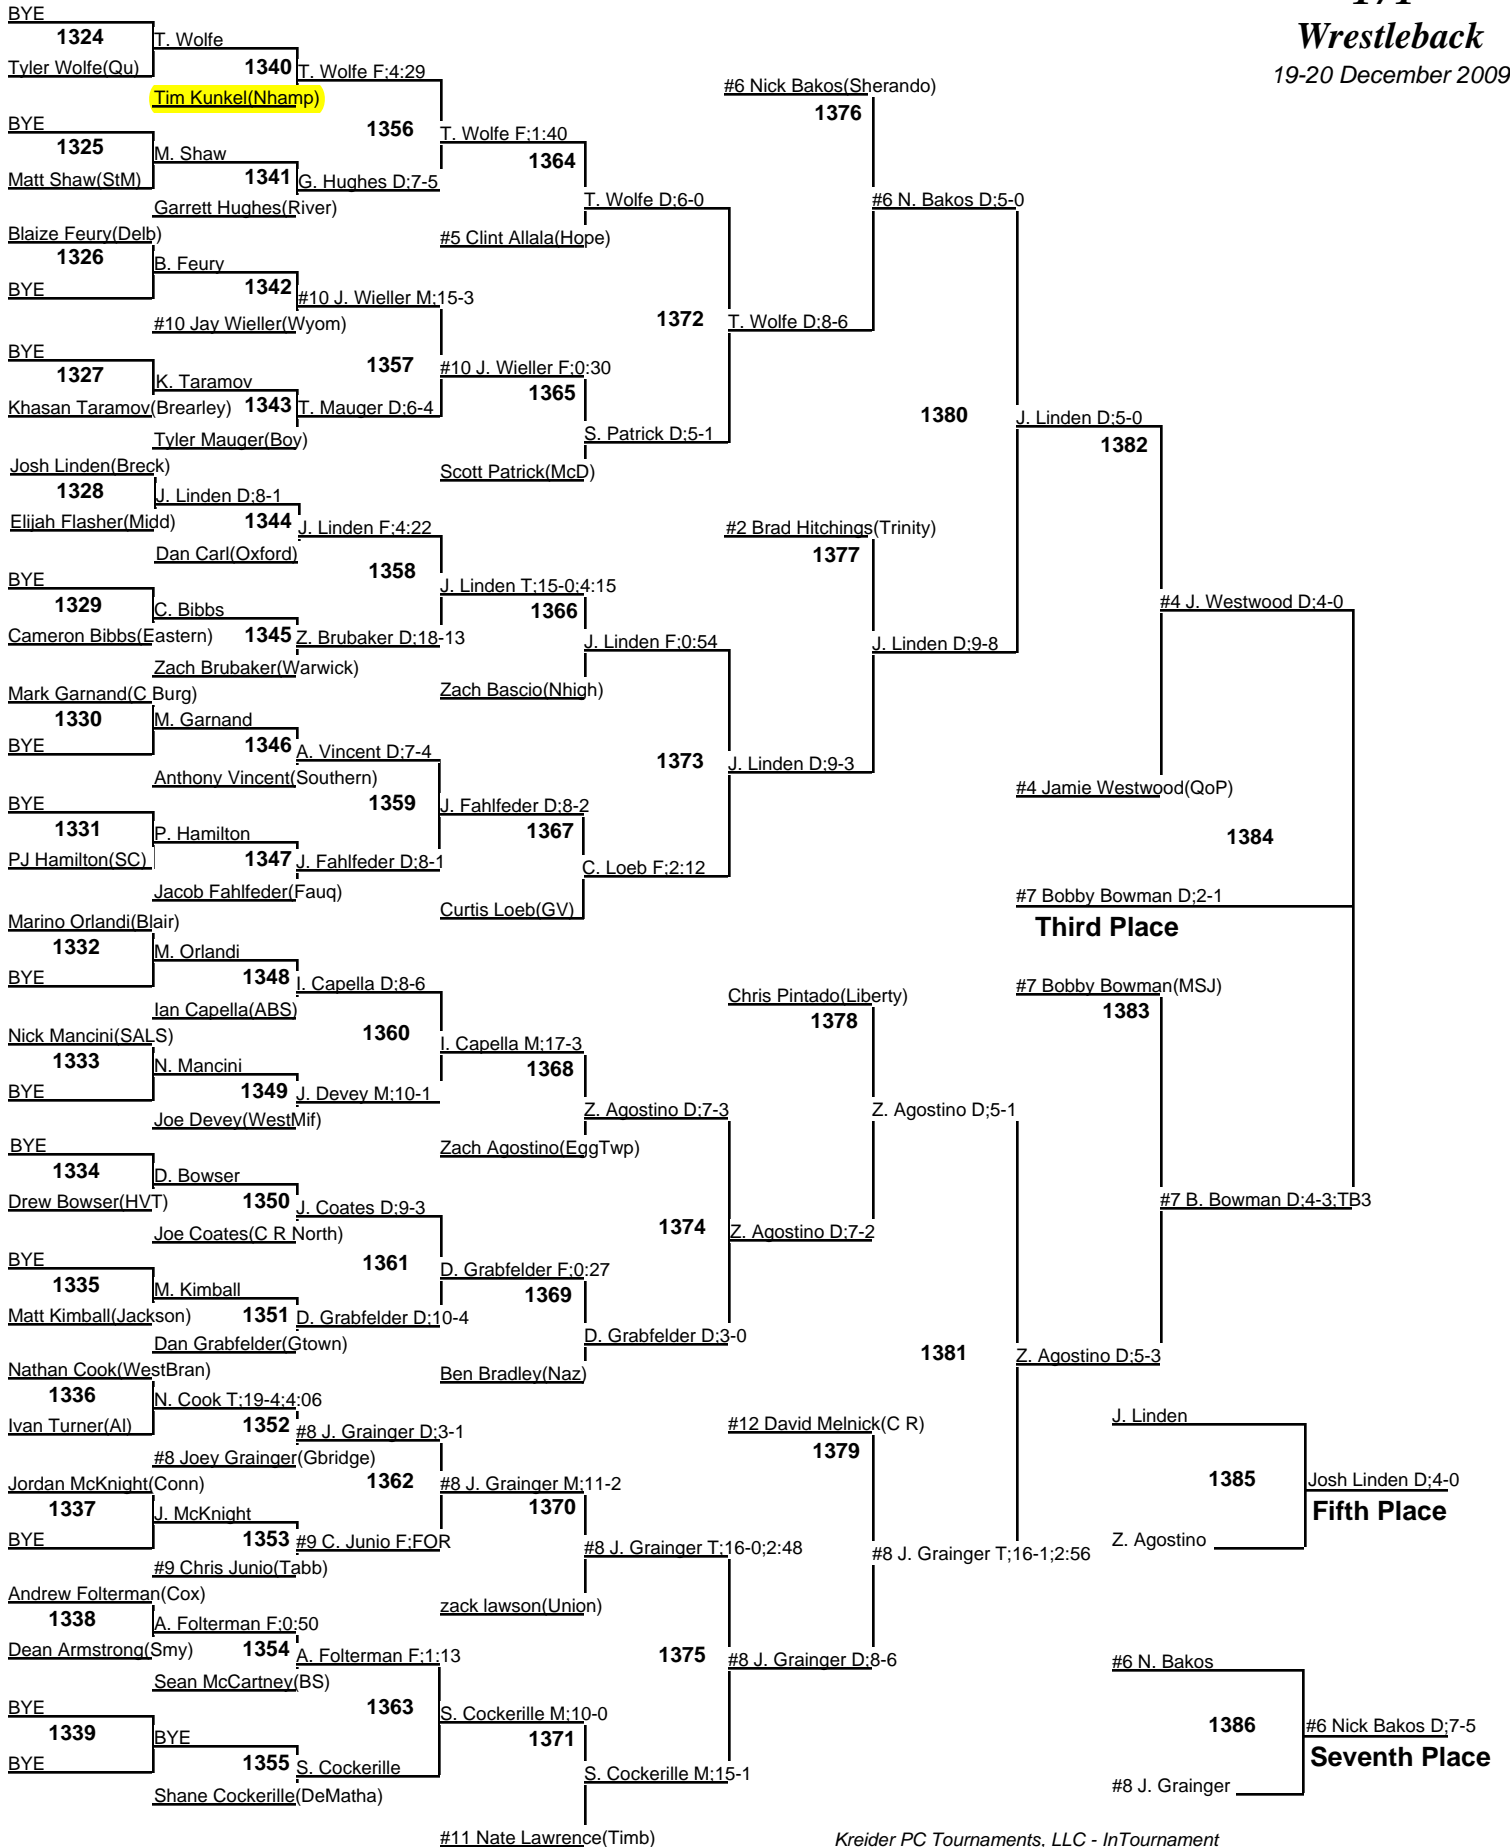 Wrestleback
19-20 December 2009
BYE
1324
Tyler Wolfe(Qu)
BYE
1325
Matt Shaw(StM)
Blaize Feury(Delb)
1326
BYE
BYE
1327
Khasan Taramov(Brearley)
Josh Linden(Breck)
1328
Elijah Flasher(Midd)
BYE
1329
Cameron Bibbs(Eastern)
Mark Garnand(C Burg)
1330
BYE
BYE
1331
PJ Hamilton(SC)
Marino Orlandi(Blair)
1332
BYE
Nick Mancini(SALS)
1333
BYE
BYE
1334
Drew Bowser(HVT)
BYE
1335
Matt Kimball(Jackson)
Nathan Cook(WestBran)
1336
Ivan Turner(Al)
Jordan McKnight(Conn)
1337
BYE
Andrew Folterman(Cox)
1338
Dean Armstrong(Smy)
BYE
1339
BYE
T. Wolfe
1340
Tim Kunkel(Nhamp)
M. Shaw
1341
Garrett Hughes(River)
B. Feury
1342
#10 Jay Wieller(Wyom)
K. Taramov
1343
Tyler Mauger(Boy)
J. Linden D;8-1
1344
Dan Carl(Oxford)
C. Bibbs
1345
Zach Brubaker(Warwick)
M. Garnand
1346
Anthony Vincent(Southern)
P. Hamilton
1347
Jacob Fahlfeder(Fauq)
M. Orlandi
1348
Ian Capella(ABS)
N. Mancini
1349
Joe Devey(WestMif)
D. Bowser
1350
Joe Coates(C R North)
M. Kimball
1351
Dan Grabfelder(Gtown)
N. Cook T;19-4;4:06
1352
#8 Joey Grainger(Gbridge)
J. McKnight
1353
#9 Chris Junio(Tabb)
A. Folterman F;0:50
1354
Sean McCartney(BS)
BYE
1355
Shane Cockerille(DeMatha)
T. Wolfe F;4:29
1356
G. Hughes D;7-5
#10 J. Wieller M;15-3
1357
T. Mauger D;6-4
J. Linden F;4:22
1358
Z. Brubaker D;18-13
A. Vincent D;7-4
1359
J. Fahlfeder D;8-1
I. Capella D;8-6
1360
J. Devey M;10-1
J. Coates D;9-3
1361
D. Grabfelder D;10-4
#8 J. Grainger D;3-1
1362
#9 C. Junio F;FOR
A. Folterman F;1:13
1363
S. Cockerille
T. Wolfe F;1:40
1364
#5 Clint Allala(Hope)
#10 J. Wieller F;0:30
1365
Scott Patrick(McD)
J. Linden T;15-0;4:15
1366
Zach Bascio(Nhigh)
J. Fahlfeder D;8-2
1367
Curtis Loeb(GV)
I. Capella M;17-3
1368
Zach Agostino(EggTwp)
D. Grabfelder F;0:27
1369
Ben Bradley(Naz)
#8 J. Grainger M;11-2
1370
zack lawson(Union)
S. Cockerille M;10-0
1371
#11 Nate Lawrence(Timb)
T. Wolfe D;6-0
1372
S. Patrick D;5-1
J. Linden F;0:54
1373
C. Loeb F;2:12
Z. Agostino D;7-3
1374
D. Grabfelder D;3-0
#8 J. Grainger T;16-0;2:48
1375
S. Cockerille M;15-1
#6 Nick Bakos(Sherando)
1376
T. Wolfe D;8-6
#2 Brad Hitchings(Trinity)
1377
J. Linden D;9-3
Chris Pintado(Liberty)
1378
Z. Agostino D;7-2
#12 David Melnick(C R)
1379
#8 J. Grainger D;8-6
#6 N. Bakos D;5-0
1380
J. Linden D;9-8
Z. Agostino D;5-1
1381
#8 J. Grainger T;16-1;2:56
J. Linden D;5-0
1382
#4 Jamie Westwood(QoP)
#7 Bobby Bowman(MSJ)
1383
Z. Agostino D;5-3
#4 J. Westwood D;4-0
1384
#7 B. Bowman D;4-3;TB3
#7 Bobby Bowman D;2-1
Third Place
J. Linden
1385
Z. Agostino
Josh Linden D;4-0
Fifth Place
#6 N. Bakos
1386
#8 J. Grainger
#6 Nick Bakos D;7-5
Seventh Place
Kreider PC Tournaments, LLC - InTournament